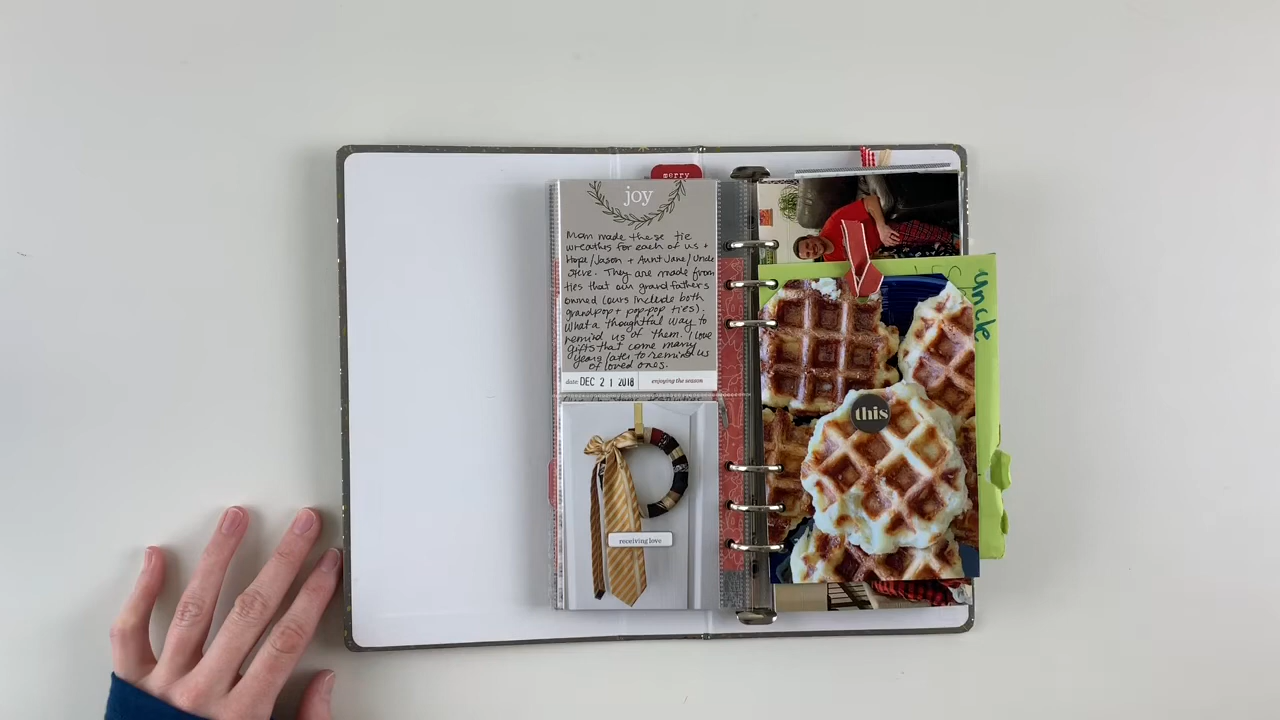 merry
joy
Mom made these tie
wreaths for each of us +
Hope/Jason + Aunt Jane/Uncle
Steve. They are made from
ties that our grandfathers
owned (ours include both
grandpop + pop-pop ties).
What a thoughtful way to
remind us of them. I love
gifts that come many
years later to remind us
of loved ones.
date DEC 21 2018 enjoying the season
receiving love
uncle
this